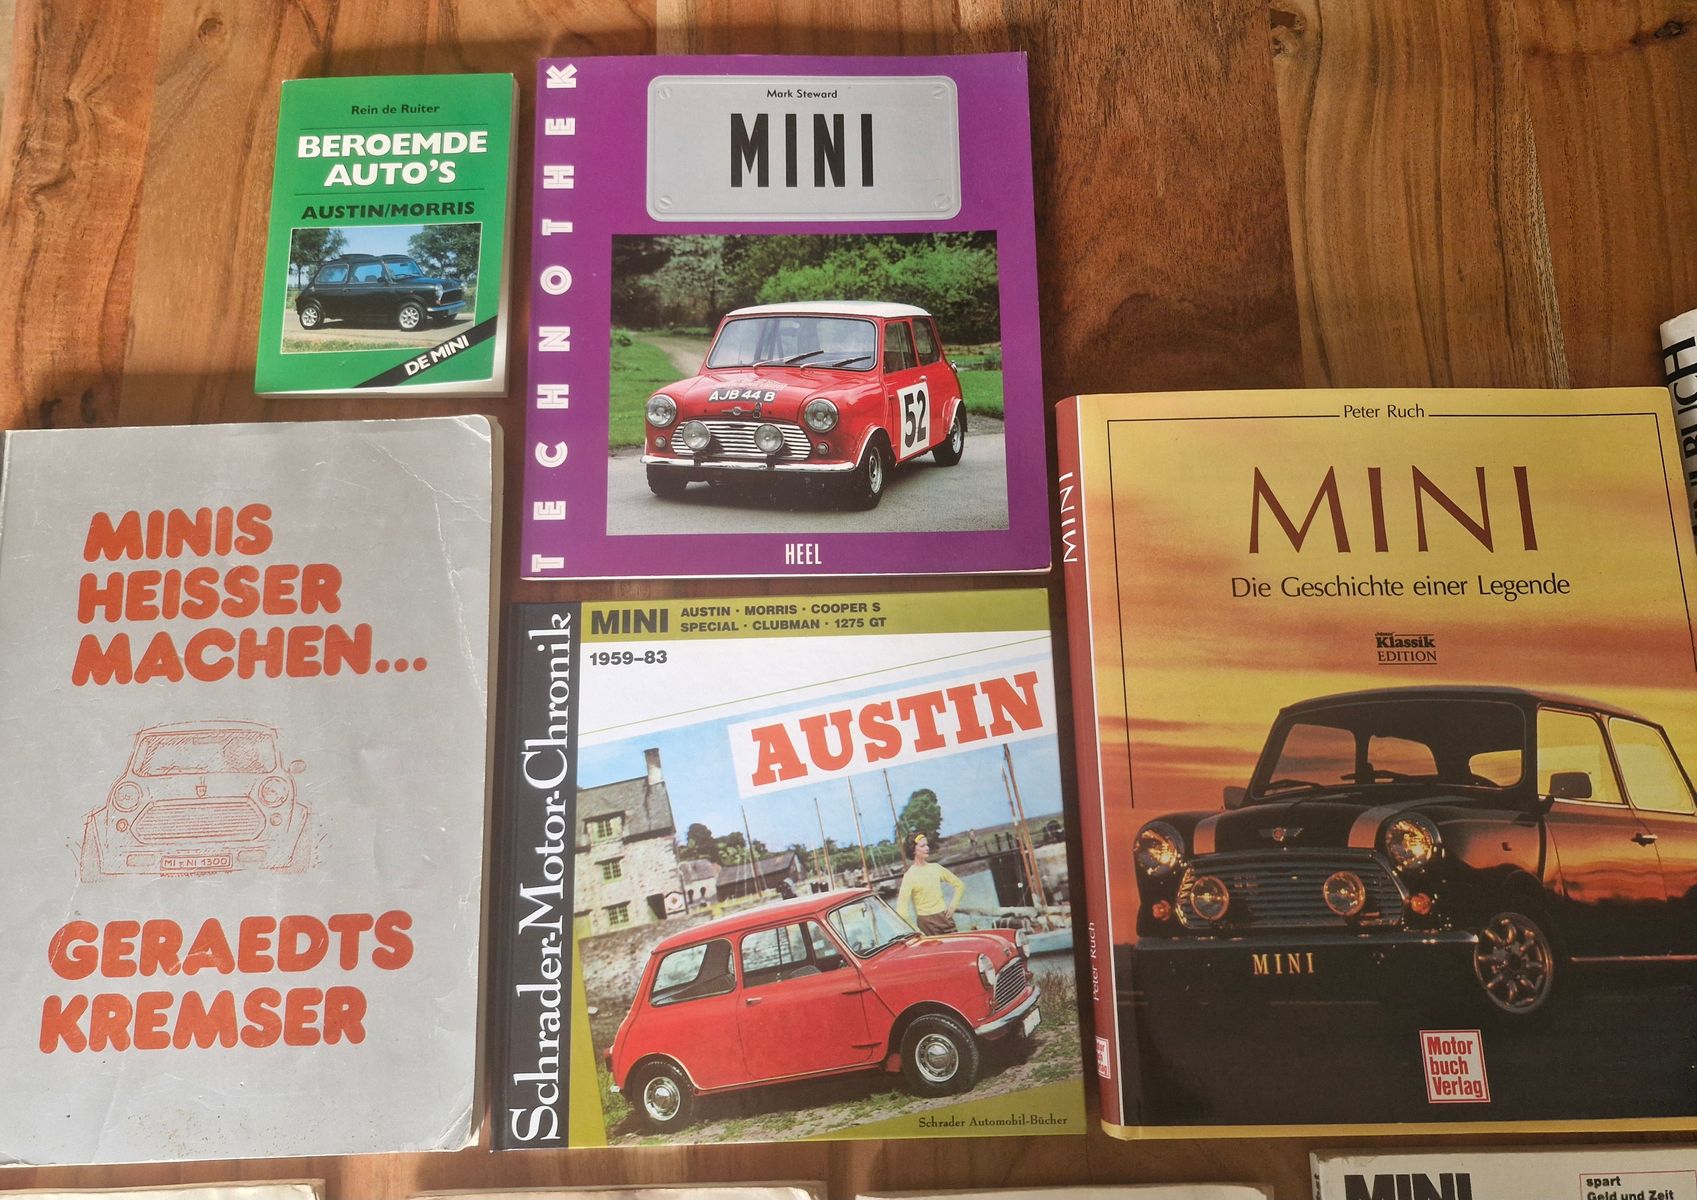 Rein de Ruiter
BEROEMDE
AUTO'S
AUSTIN/MORRIS
DE MINI
TECHNOTHEK
Mark Steward
MINI
AJB 44 B
52
HEEL
MINIS
HEISSER
MACHEN...
MI-NI 1300
GERAEDTS
KREMSER
Schrader-Motor-Chronik
MINI
AUSTIN · MORRIS · COOPER S
SPECIAL · CLUBMAN · 1275 GT
1959–83
AUSTIN
Schrader Automobil-Bücher
MINI
Peter Ruch
Peter Ruch
MINI
Die Geschichte einer Legende
Motor
Klassik
EDITION
MINI
Motor
buch
Verlag
MINI
spart
Geld und Zeit